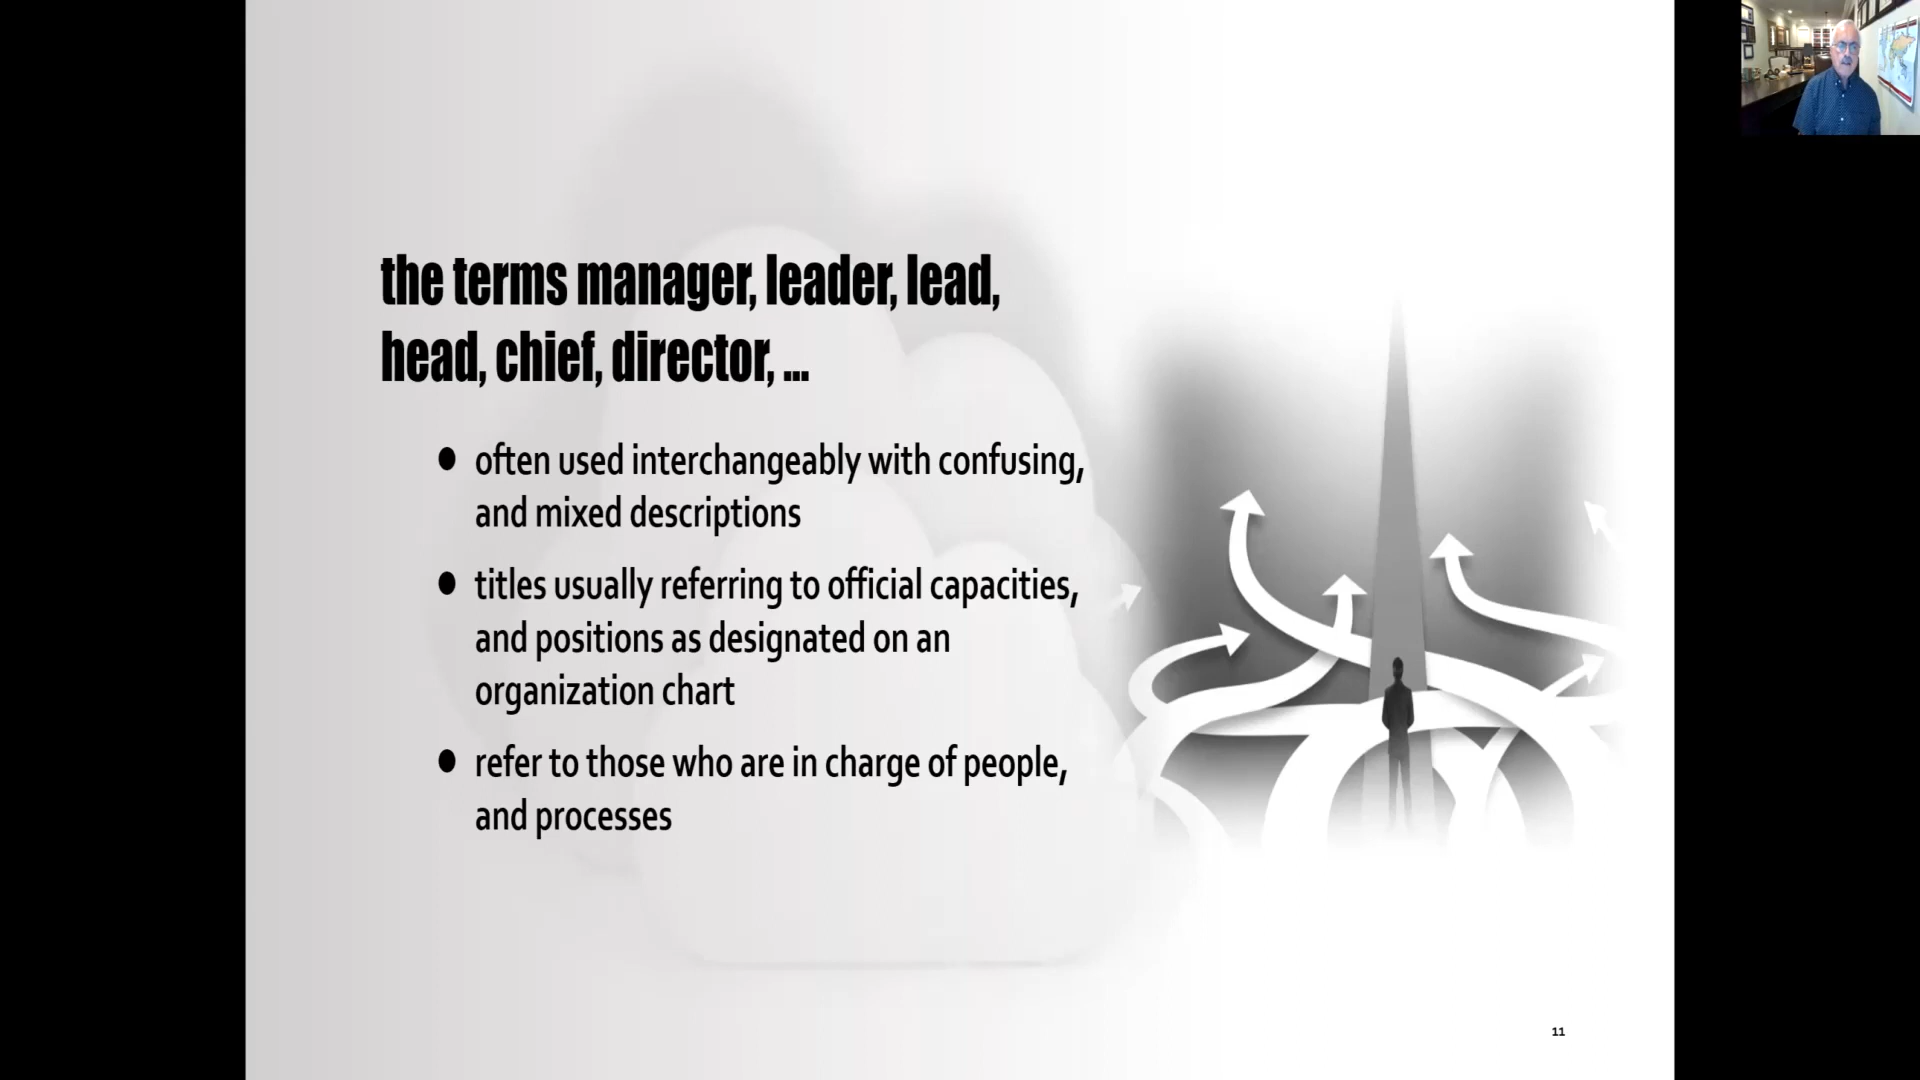 the terms manager, leader, lead,
head, chief, director, ...
● often used interchangeably with confusing,
and mixed descriptions
● titles usually referring to official capacities,
and positions as designated on an
organization chart
● refer to those who are in charge of people,
and processes
11